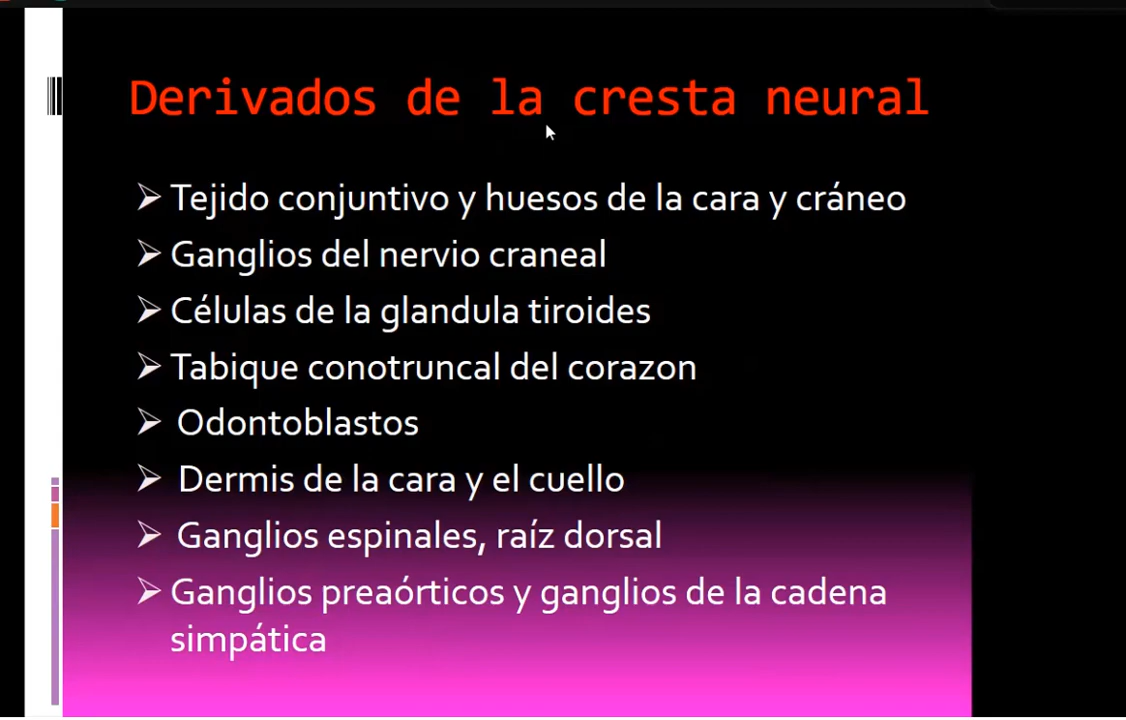 Derivados de la cresta neural
Tejido conjuntivo y huesos de la cara y cráneo
Ganglios del nervio craneal
Células de la glandula tiroides
Tabique conotruncal del corazon
Odontoblastos
Dermis de la cara y el cuello
Ganglios espinales, raíz dorsal
Ganglios preaórticos y ganglios de la cadena
simpática